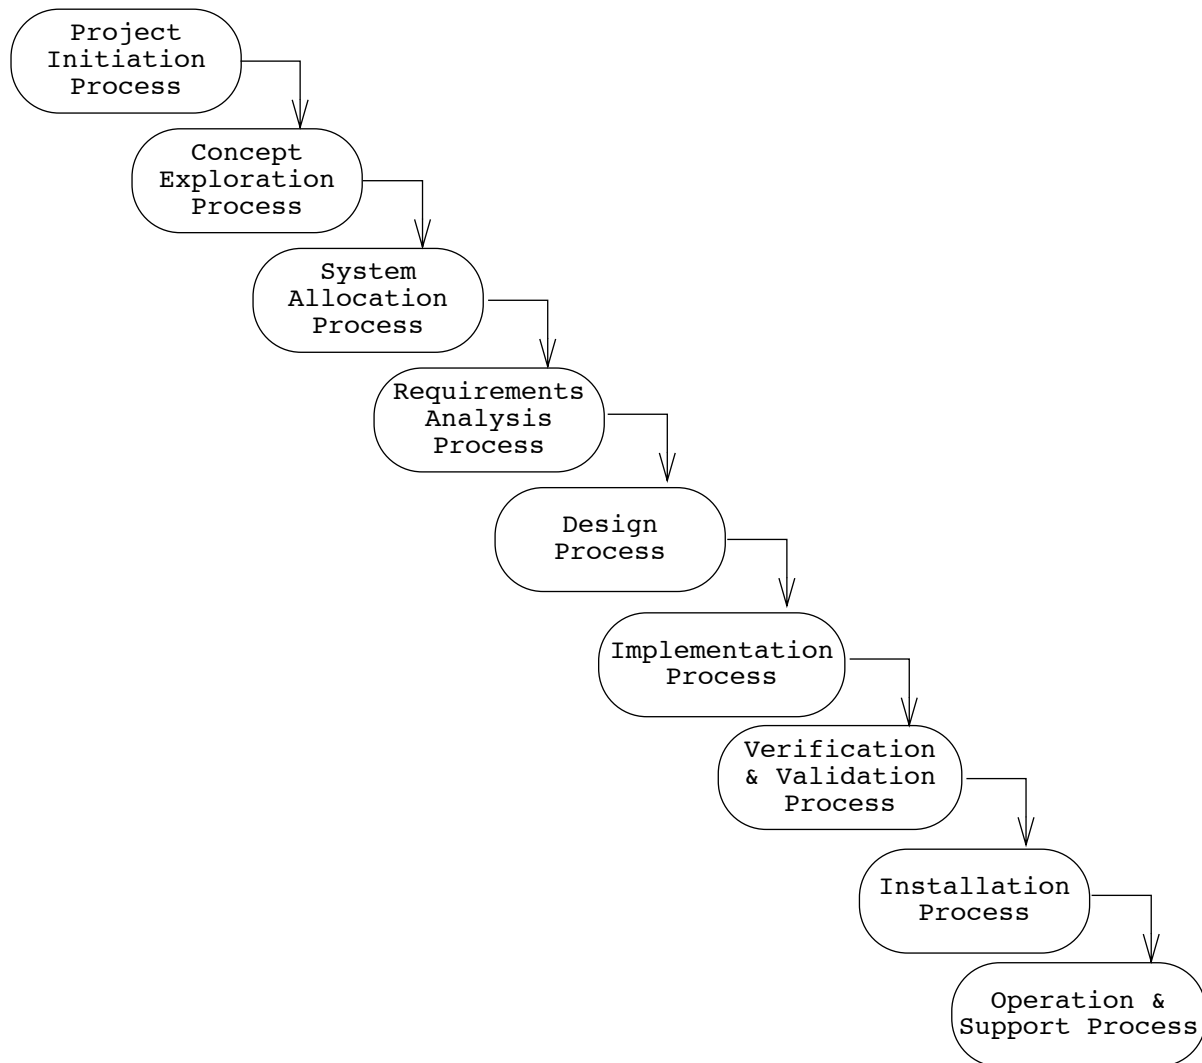 Project
Initiation
Process
Concept
Exploration
Process
System
Allocation
Process
Requirements
Analysis
Process
Design
Process
Implementation
Process
Verification
& Validation
Process
Installation
Process
Operation &
Support Process